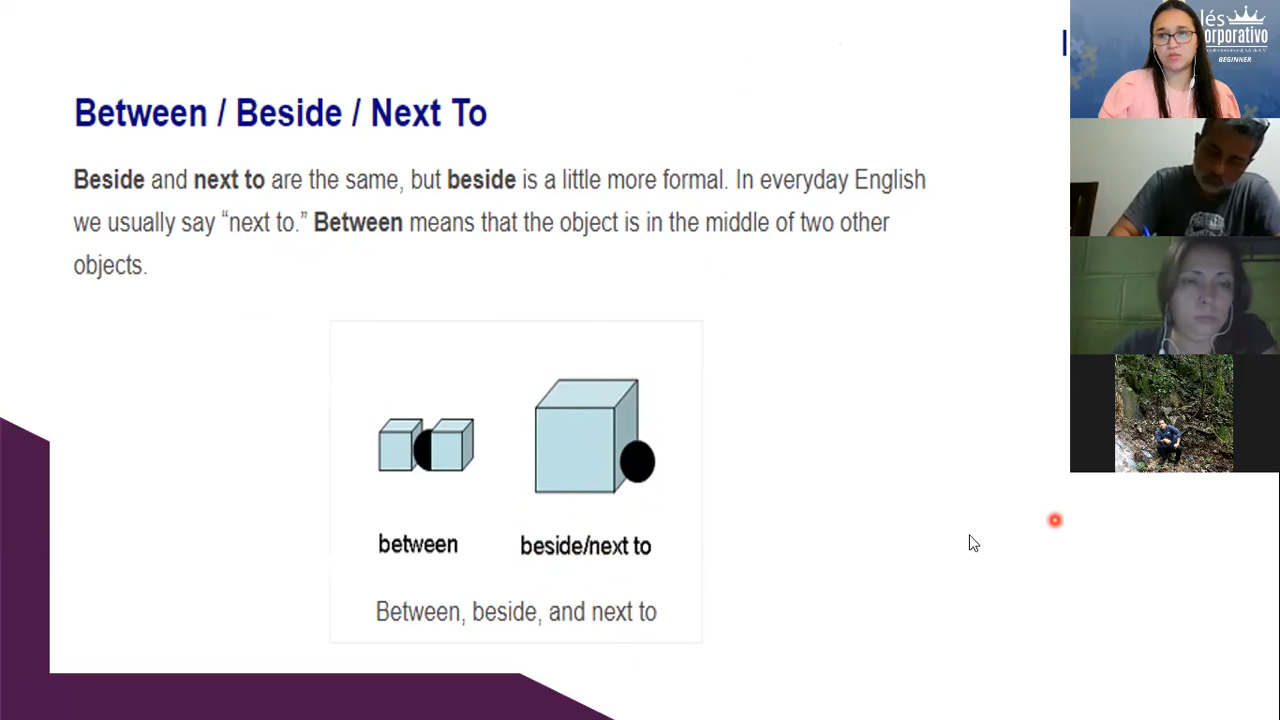 Between / Beside / Next To
Beside and next to are the same, but beside is a little more formal. In everyday English
we usually say “next to.” Between means that the object is in the middle of two other
objects.
between
beside/next to
Between, beside, and next to
lés
orporativo
BEGINNER